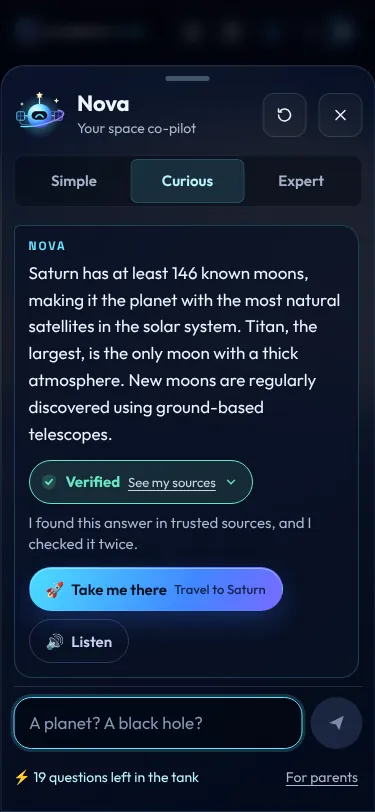 Nova
Your space co-pilot
Simple
Curious
Expert
NOVA
Saturn has at least 146 known moons,
making it the planet with the most natural
satellites in the solar system. Titan, the
largest, is the only moon with a thick
atmosphere. New moons are regularly
discovered using ground-based
telescopes.
Verified See my sources
I found this answer in trusted sources, and I
checked it twice.
🚀 Take me there Travel to Saturn
🔊 Listen
A planet? A black hole?
⚡ 19 questions left in the tank
For parents